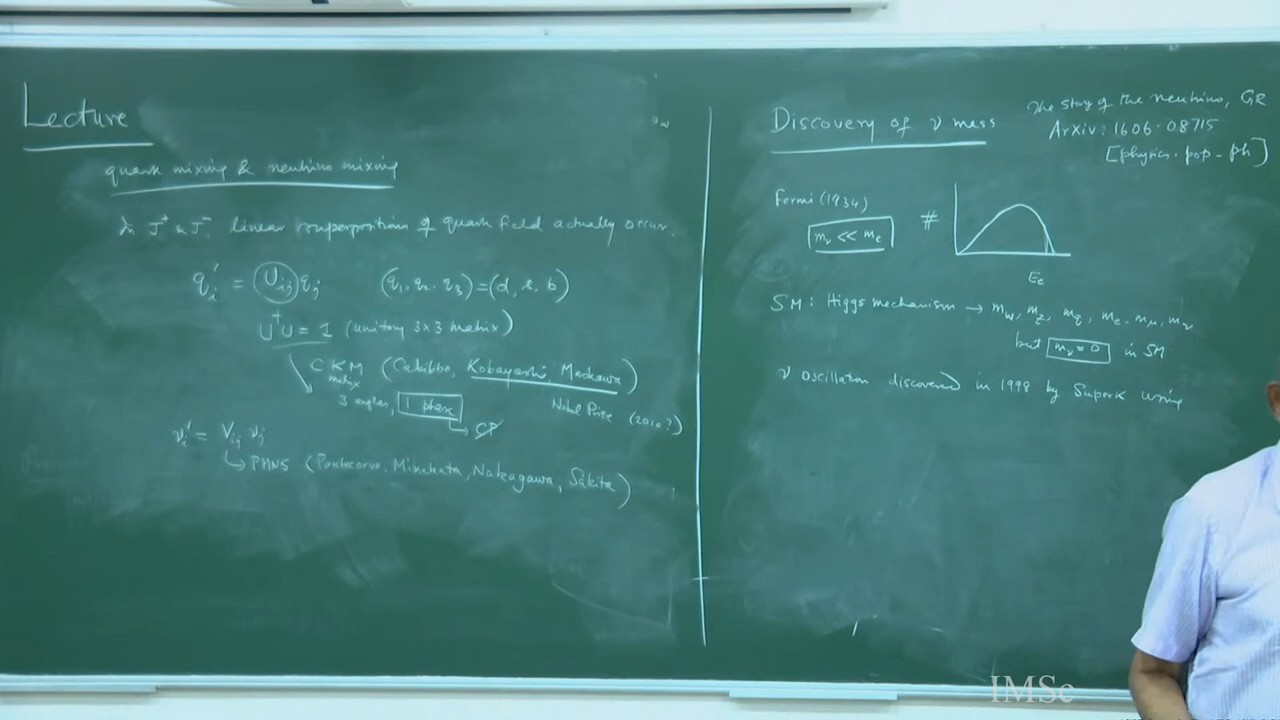 Lecture
quark mixing & neutrino mixing
In J⁺ & J⁻, linear superposition of quark field actually occur.
qᵢ′ = Uᵢⱼ qⱼ (q₁, q₂, q₃) = (d, s, b)
U†U = 1 (unitary 3×3 matrix)
CKM (Cabibbo, Kobayashi, Maskawa)
matrix
3 angles, 1 phase Nobel Prize (2010?)
→ CP
νᵢ′ = Vᵢⱼ νⱼ
→ PMNS (Pontecorvo, Nakagawa, Sakita)
Discovery of ν mass
The story of the neutrino, GR
ArXiv: 1606.08715
[physics.pop-ph]
Fermi (1934)
mν << me
#
Ee
SM: Higgs mechanism → mW, mZ, mq, me, mμ, mτ
but mν = 0 in SM
ν Oscillation discovered in 1998 by SuperK using
IMSc